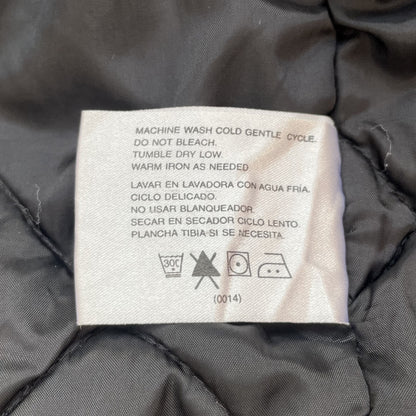 MACHINE WASH COLD GENTLE CYCLE.
DO NOT BLEACH.
TUMBLE DRY LOW.
WARM IRON AS NEEDED
LAVAR EN LAVADORA CON AGUA FRIA.
CICLO DELICADO.
NO USAR BLANQUEADOR.
SECAR EN SECADOR CICLO LENTO.
PLANCHA TIBIA SI SE NECESITA.
30C
(0014)